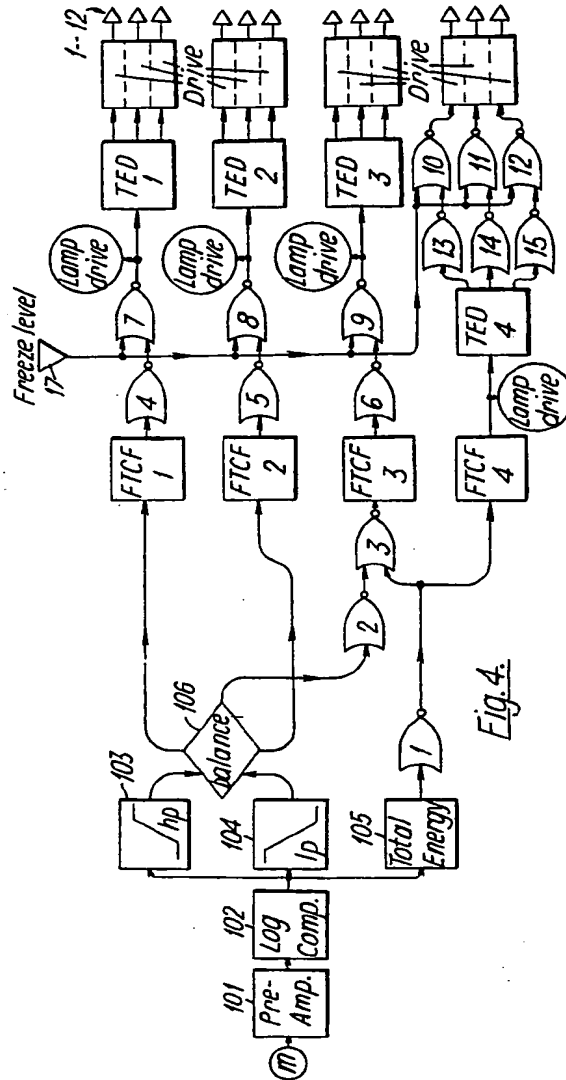 1--12
Drive
Drive
TED
1
TED
2
TED
3
10
11
12
Lamp
drive
Lamp
drive
Lamp
drive
13
14
15
Freeze level
17
7
8
9
TED
4
4
5
6
Lamp
drive
FTCF
1
FTCF
2
FTCF
3
FTCF
4
3
2
106
balance
1
Fig.4.
103
hp
104
lp
105
Total
Energy
102
Log
Comp.
101
Pre-
Amp.
m